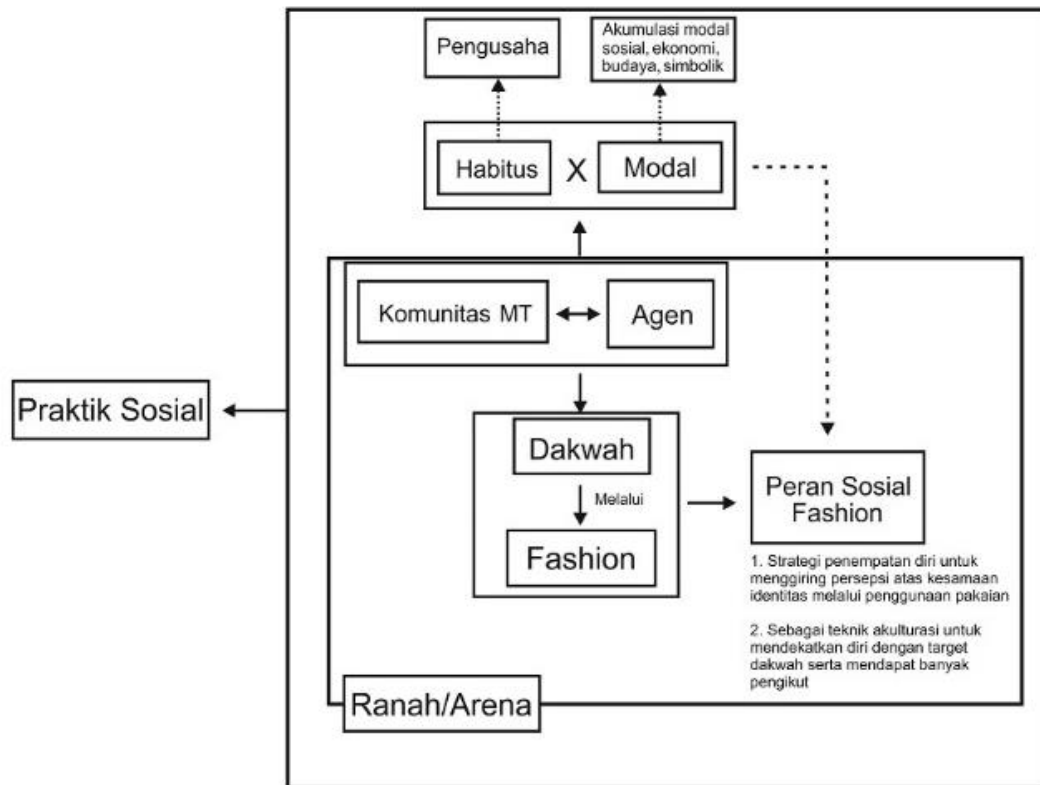 Pengusaha
Akumulasi modal
sosial, ekonomi,
budaya, simbolik
Habitus
X
Modal
Komunitas MT
Agen
Praktik Sosial
Dakwah
Melalui
Fashion
Peran Sosial
Fashion
1. Strategi penempatan diri untuk
menggiring persepsi atas kesamaan
identitas melalui penggunaan pakaian
2. Sebagai teknik akulturasi untuk
mendekatkan diri dengan target
dakwah serta mendapat banyak
pengikut
Ranah/Arena